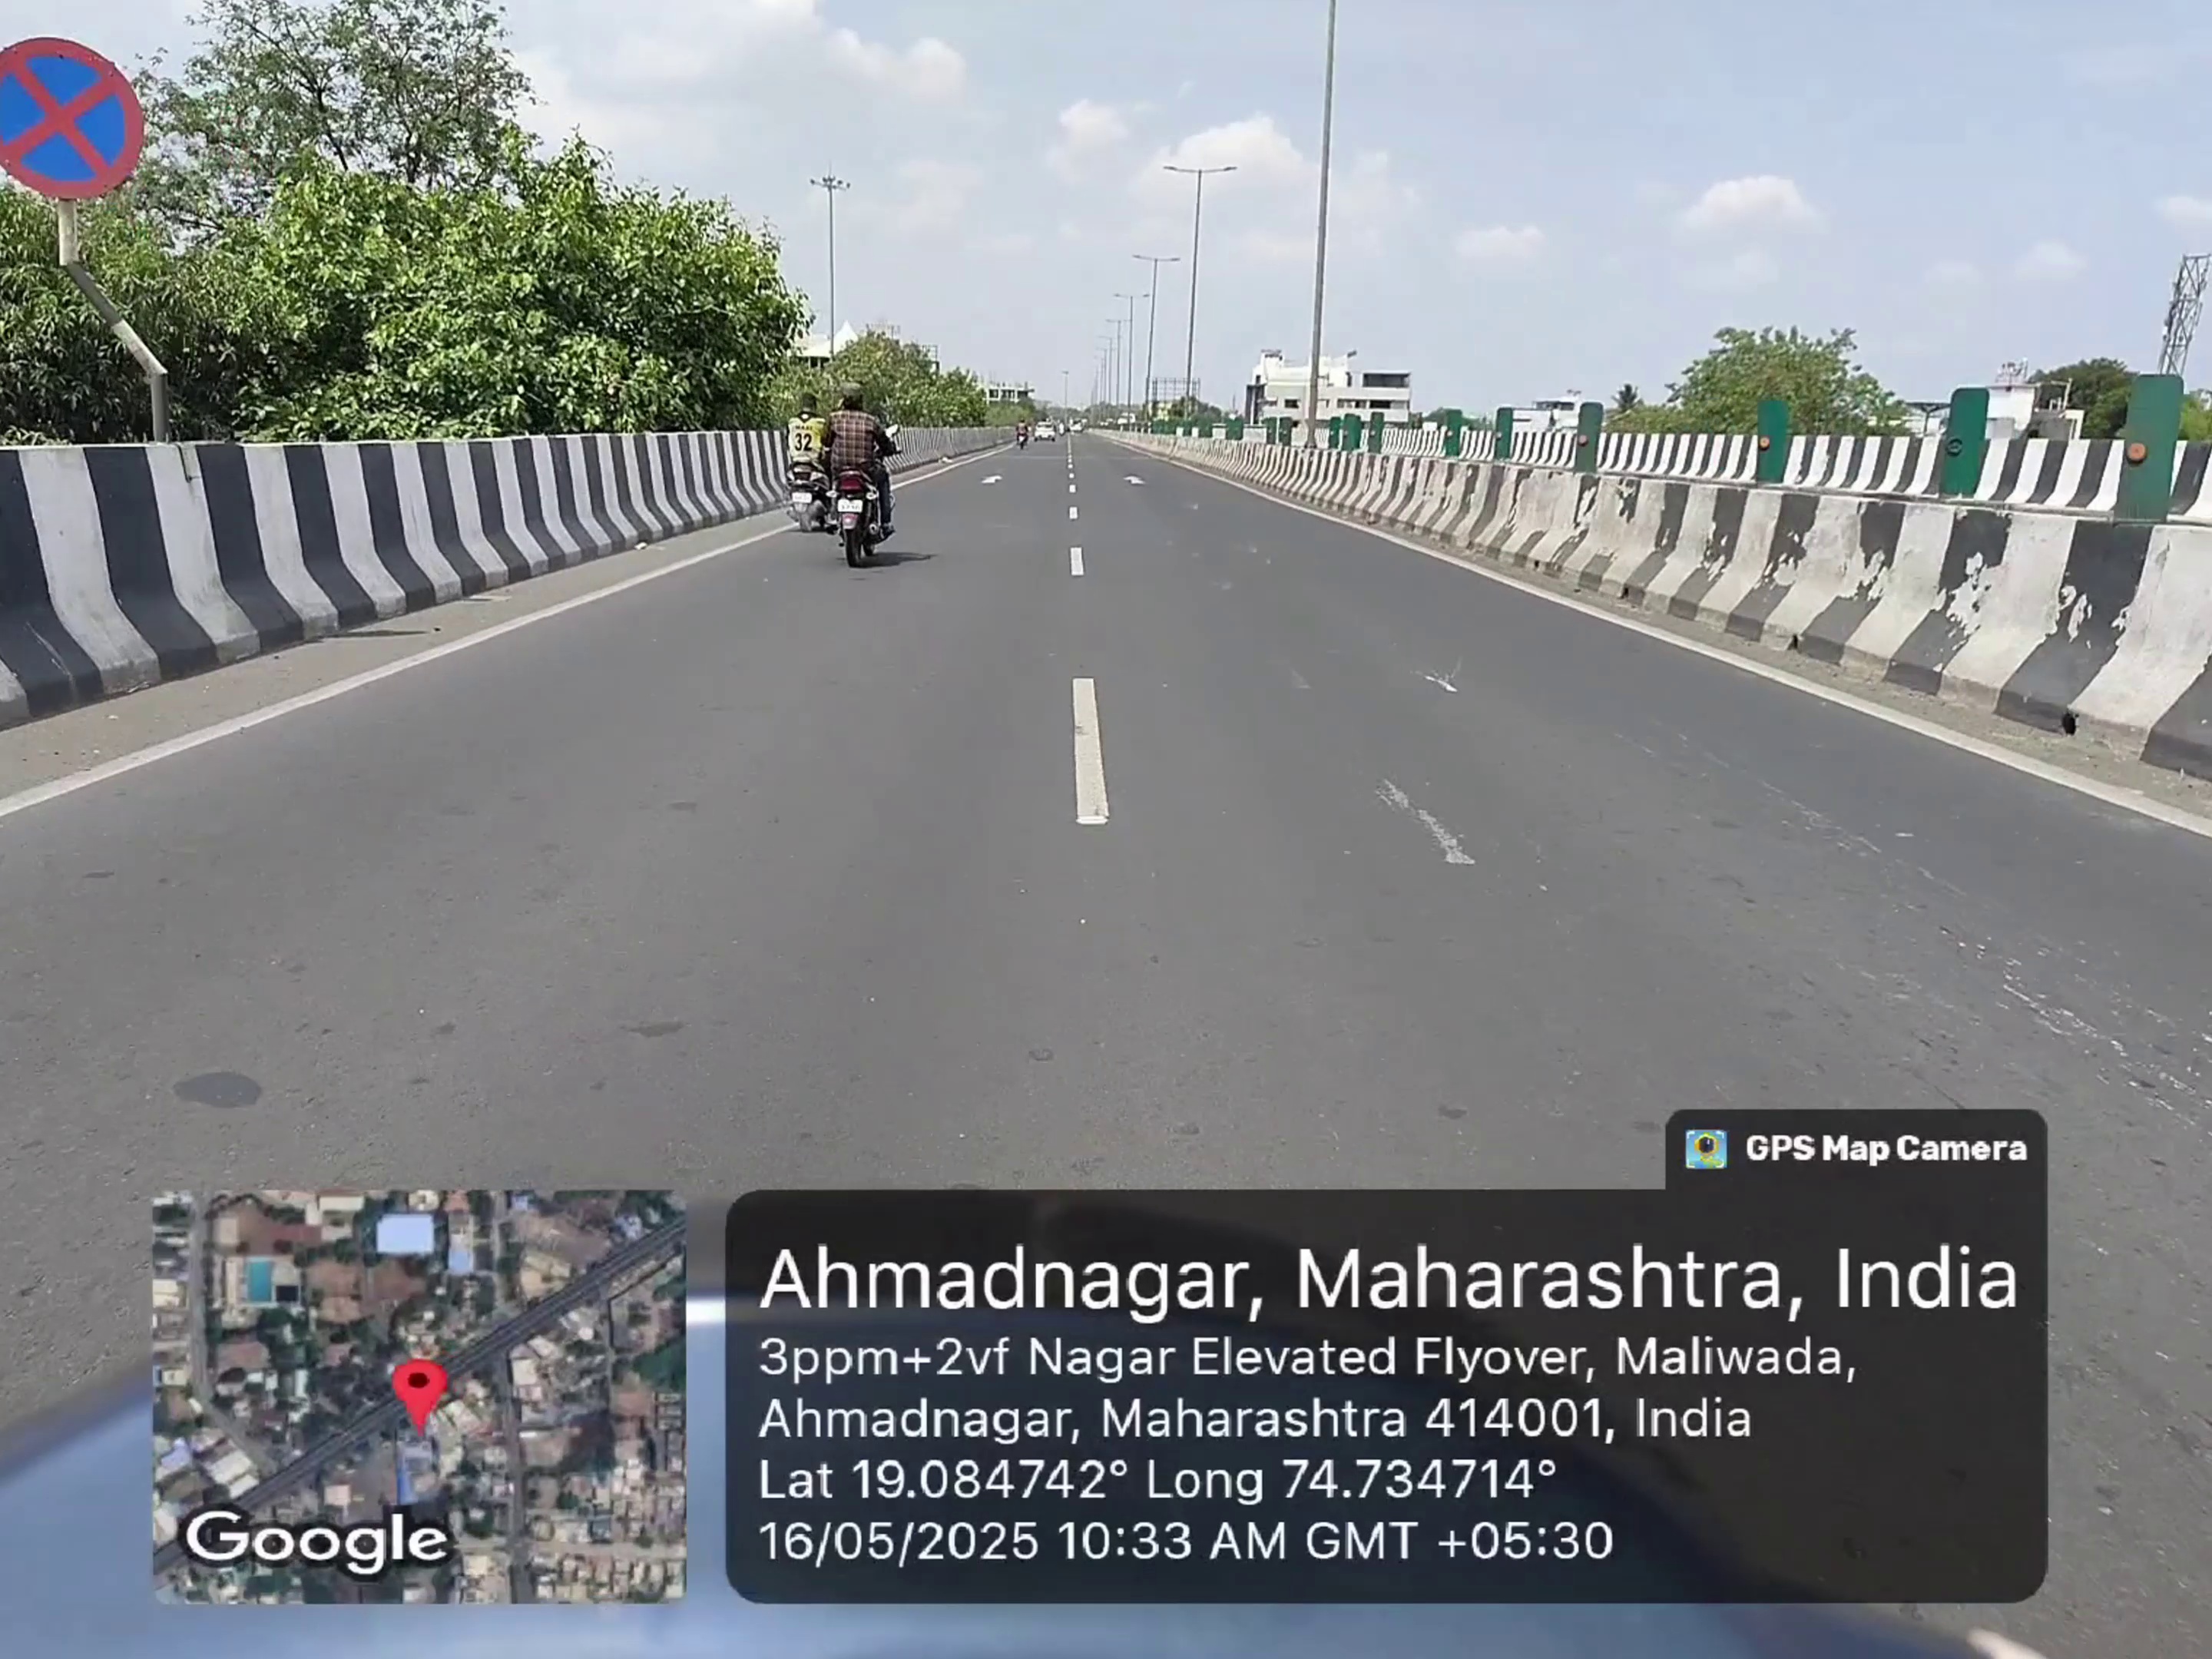 32
GPS Map Camera
Ahmadnagar, Maharashtra, India
3ppm+2vf Nagar Elevated Flyover, Maliwada,
Ahmadnagar, Maharashtra 414001, India
Lat 19.084742° Long 74.734714°
16/05/2025 10:33 AM GMT +05:30
Google